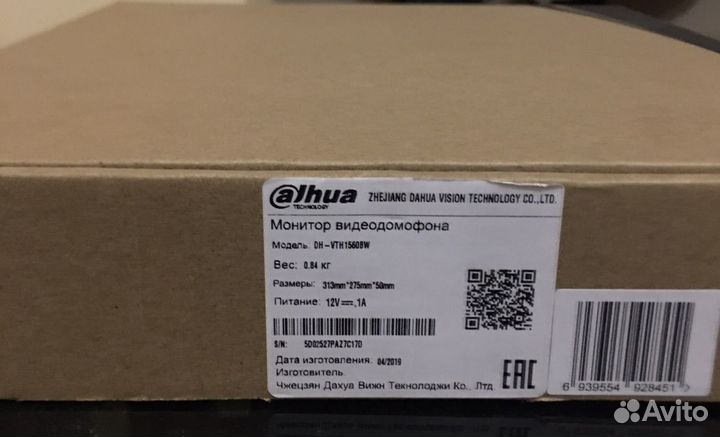 alhua
TECHNOLOGY
ZHEJIANG DAHUA VISION TECHNOLOGY CO.,LTD.
Монитор видеодомофона
Модель: DH-VTH1560BW
Вес: 0.84 кг
Размеры: 313mm*275mm*50mm
Питание: 12V⎓,1A
S/N: 5D02527PAZ7C17D
Дата изготовления: 04/2019
Изготовитель:
Чжецзян Дахуа Вижн Текнолоджи Ко., Лтд
EAC
6 939554 928451
Avito